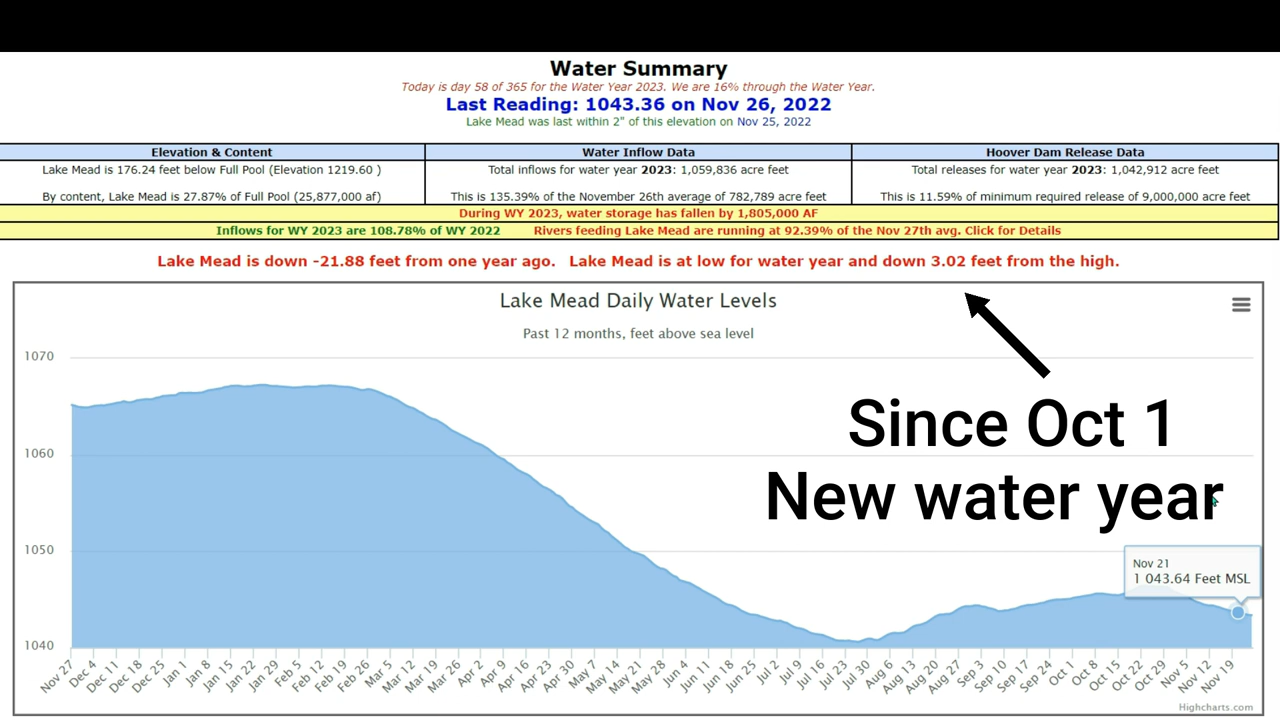 Water Summary
Today is day 58 of 365 for the Water Year 2023. We are 16% through the Water Year.
Last Reading: 1043.36 on Nov 26, 2022
Lake Mead was last within 2" of this elevation on Nov 25, 2022
Elevation & Content
Water Inflow Data
Hoover Dam Release Data
Lake Mead is 176.24 feet below Full Pool (Elevation 1219.60 )
Total inflows for water year 2023: 1,059,836 acre feet
Total releases for water year 2023: 1,042,912 acre feet
By content, Lake Mead is 27.87% of Full Pool (25,877,000 af)
This is 135.39% of the November 26th average of 782,789 acre feet
This is 11.59% of minimum required release of 9,000,000 acre feet
During WY 2023, water storage has fallen by 1,805,000 AF
Inflows for WY 2023 are 108.78% of WY 2022 Rivers feeding Lake Mead are running at 92.39% of the Nov 27th avg. Click for Details
Lake Mead is down -21.88 feet from one year ago. Lake Mead is at low for water year and down 3.02 feet from the high.
Lake Mead Daily Water Levels
Past 12 months, feet above sea level
1070
1060
1050
1040
Since Oct 1
New water year
Nov 21
1 043.64 Feet MSL
Nov 27 Dec 4 Dec 11 Dec 18 Dec 25 Jan 1 Jan 8 Jan 15 Jan 22 Jan 29 Feb 5 Feb 12 Feb 19 Feb 26 Mar 5 Mar 12 Mar 19 Mar 26 Apr 2 Apr 9 Apr 16 Apr 23 Apr 30 May 7 May 14 May 21 May 28 Jun 4 Jun 11 Jun 18 Jun 25 Jul 2 Jul 9 Jul 16 Jul 23 Jul 30 Aug 6 Aug 13 Aug 20 Aug 27 Sep 3 Sep 10 Sep 17 Sep 24 Oct 1 Oct 8 Oct 15 Oct 22 Oct 29 Nov 5 Nov 12 Nov 19
Highcharts.com